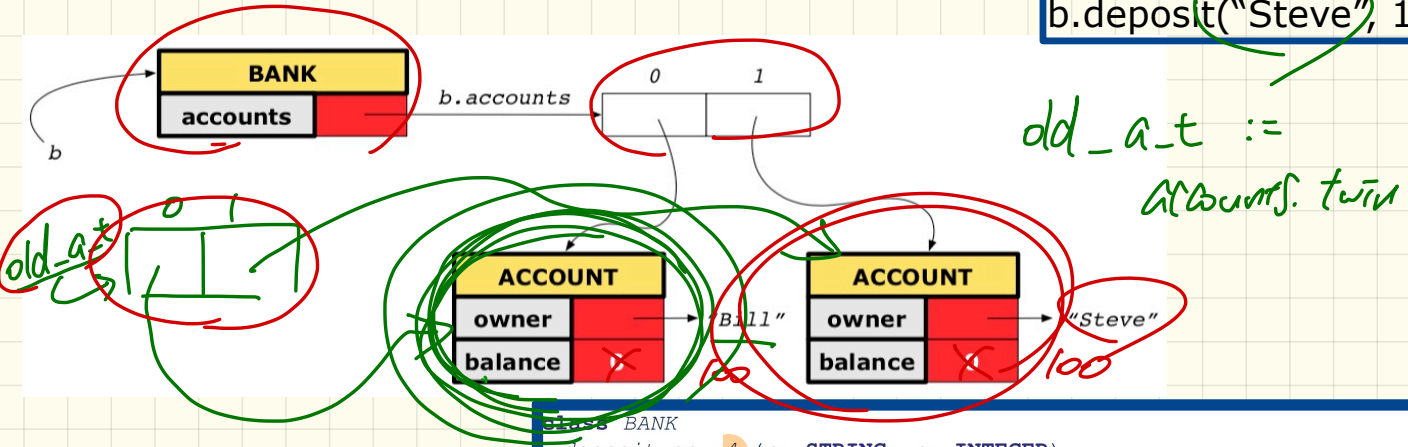 b.deposit("Steve", 1
BANK
accounts
b.accounts
0 1
b
old_a_t :=
accounts.twin
0 1
old_a_t
ACCOUNT
owner
"Bill"
balance
100
ACCOUNT
owner
"Steve"
balance
100
class BANK